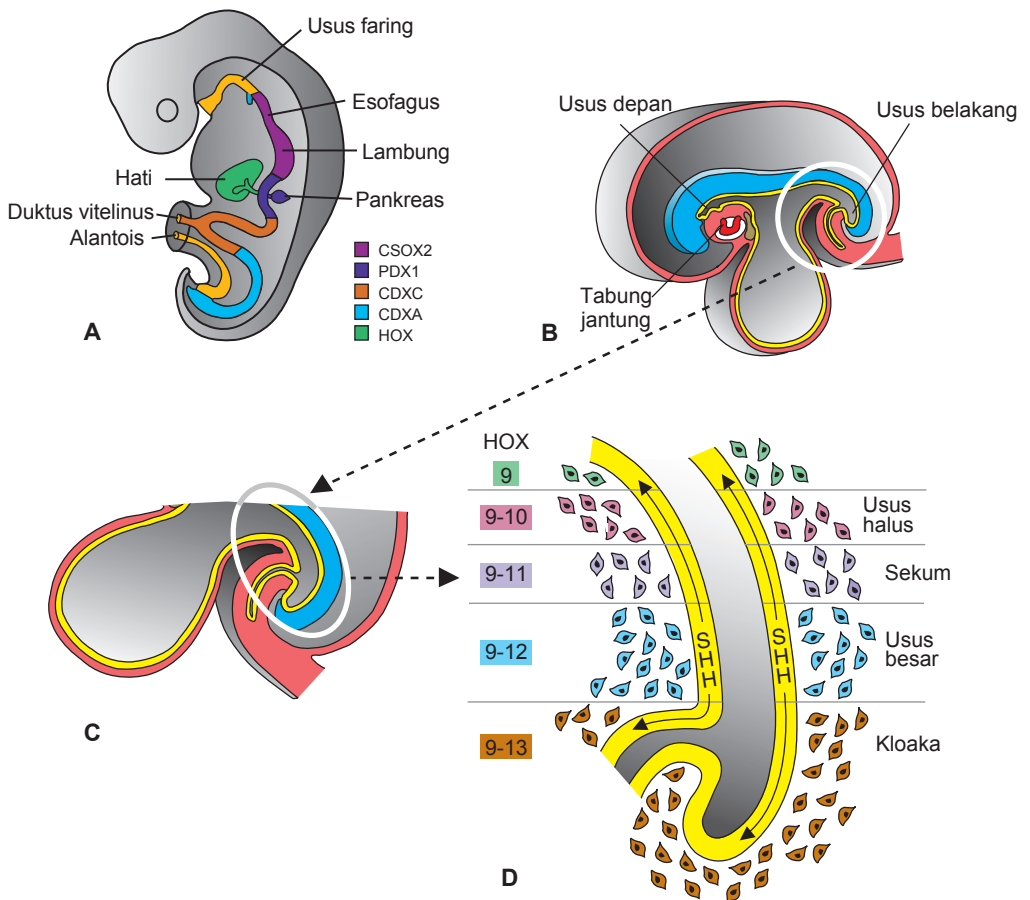 Usus faring
Esofagus
Lambung
Hati
Pankreas
Duktus vitelinus
Alantois
CSOX2
PDX1
CDXC
CDXA
HOX
A
Usus depan
Usus belakang
Tabung
jantung
B
C
HOX
9
9-10
Usus
halus
9-11
Sekum
9-12
SHH
SHH
Usus
besar
9-13
Kloaka
D